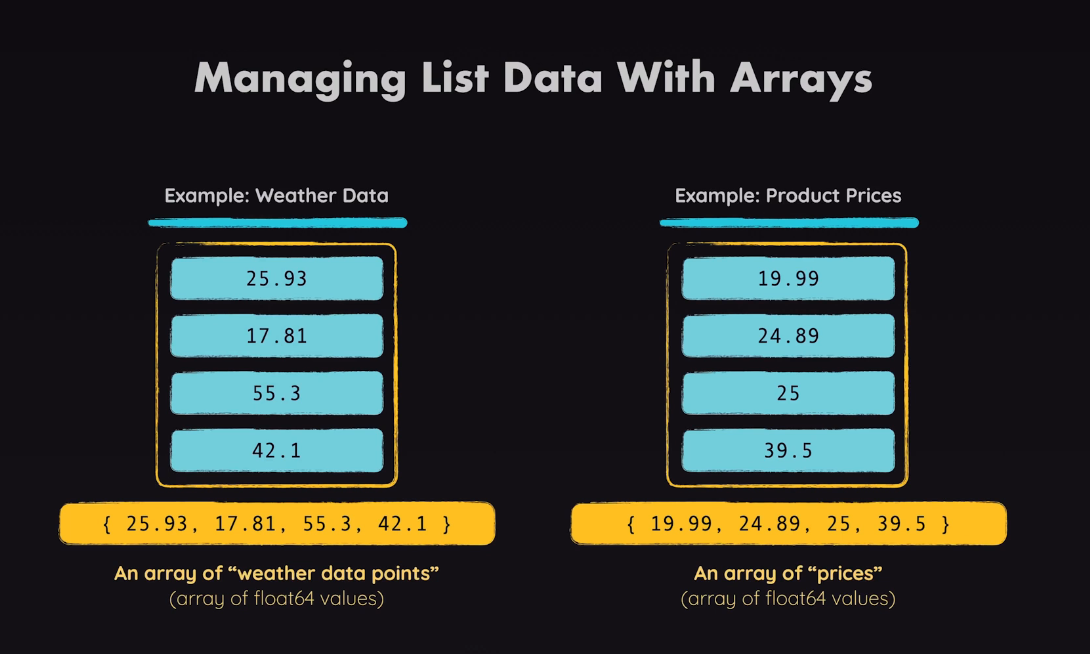 Managing List Data With Arrays
Example: Weather Data
25.93
17.81
55.3
42.1
{ 25.93, 17.81, 55.3, 42.1 }
An array of “weather data points”
(array of float64 values)
Example: Product Prices
19.99
24.89
25
39.5
{ 19.99, 24.89, 25, 39.5 }
An array of “prices”
(array of float64 values)